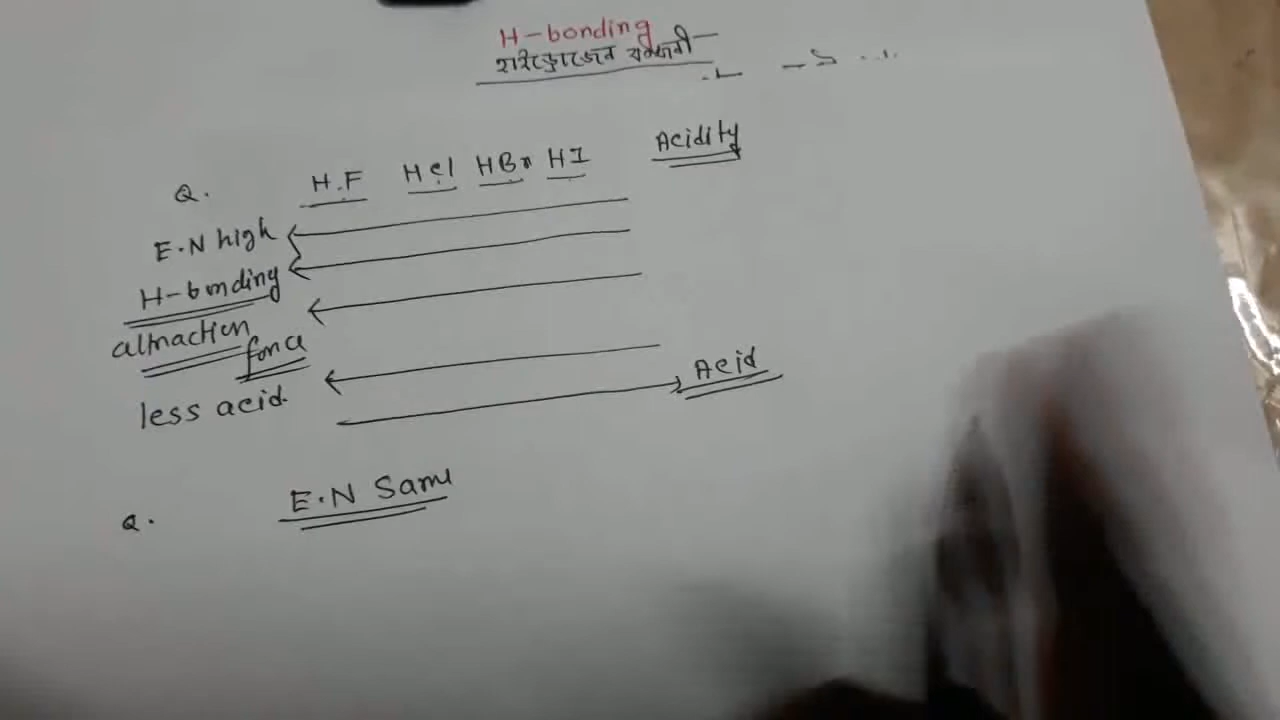 H-bonding
Q. H.F HCl HBr HI Acidity
E.N high
H-bonding
attraction
force
less acid
Acid
Q. E.N Same